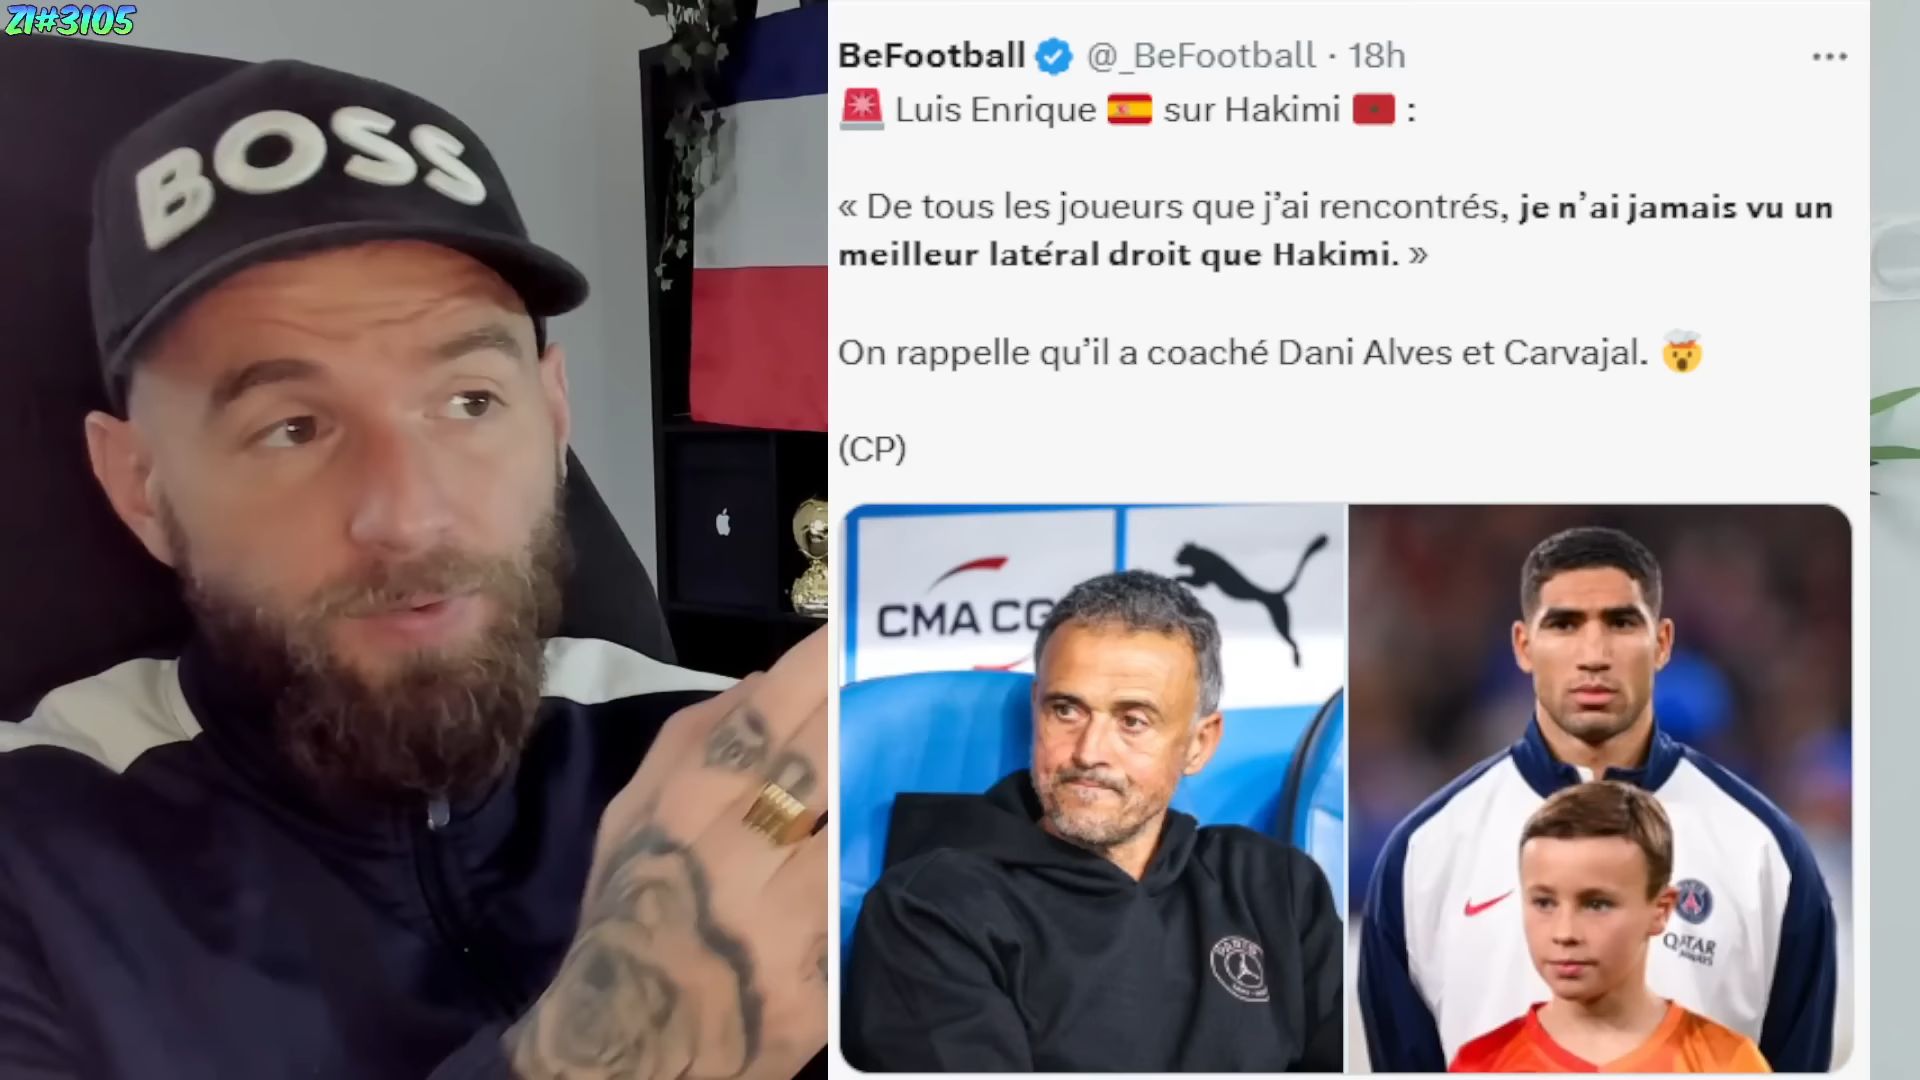 ZI#3105
BOSS
BeFootball @_BeFootball · 18h
Luis Enrique sur Hakimi :
« De tous les joueurs que j’ai rencontrés, je n’ai jamais vu un
meilleur latéral droit que Hakimi. »
On rappelle qu’il a coaché Dani Alves et Carvajal.
(CP)
CMA CG
PARIS
QATAR
AIRWAYS